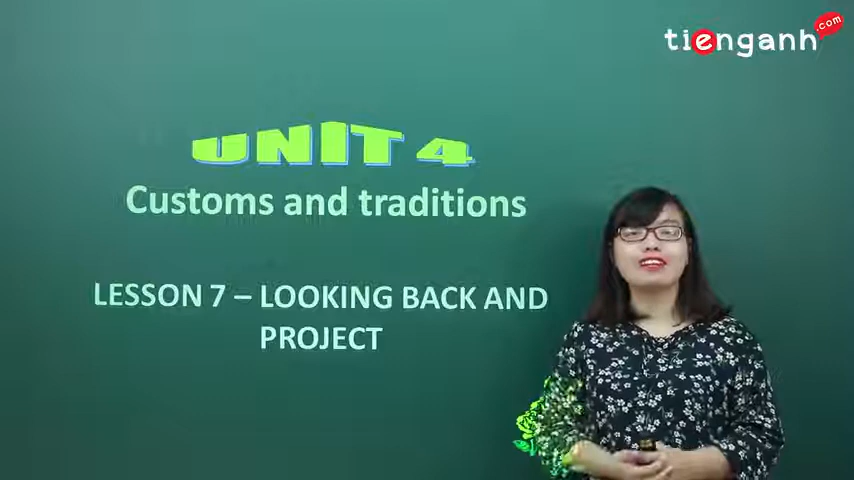 tienganh
.com
UNIT 4
Customs and traditions
LESSON 7 – LOOKING BACK AND
PROJECT